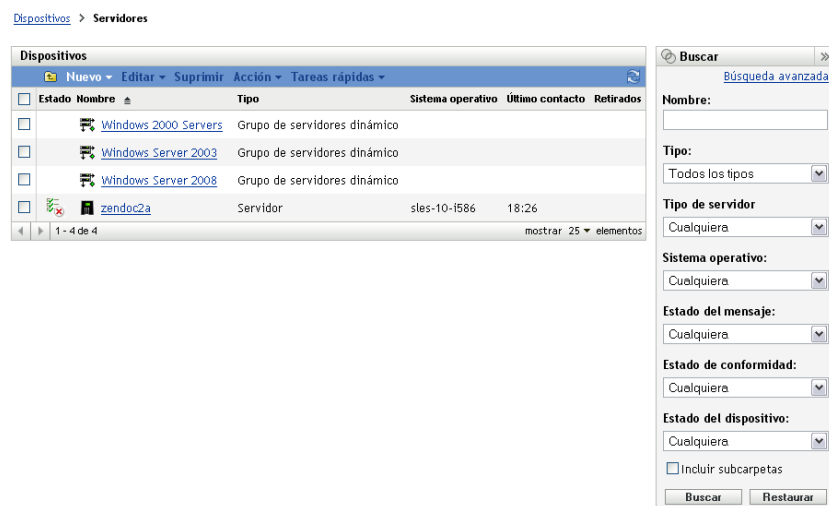 Dispositivos > Servidores
Dispositivos
Nuevo Editar Suprimir Acción Tareas rápidas
Estado Nombre Tipo Sistema operativo Último contacto Retirados
Windows 2000 Servers Grupo de servidores dinámico
Windows Server 2003 Grupo de servidores dinámico
Windows Server 2008 Grupo de servidores dinámico
zendoc2a Servidor sles-10-i586 18:26
1 - 4 de 4 mostrar 25 elementos
Buscar
Búsqueda avanzada
Nombre:
Tipo:
Todos los tipos
Tipo de servidor
Cualquiera
Sistema operativo:
Cualquiera
Estado del mensaje:
Cualquiera
Estado de conformidad:
Cualquiera
Estado del dispositivo:
Cualquiera
Incluir subcarpetas
Buscar Restaurar